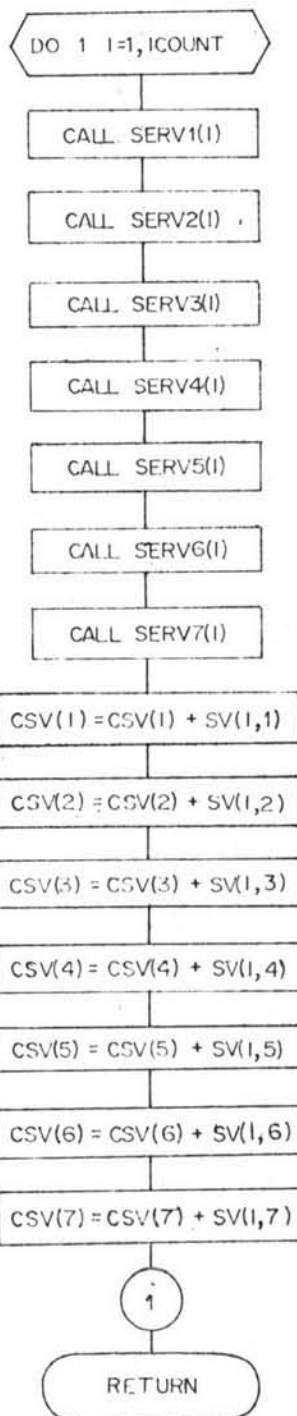 DO 1 I=1,ICOUNT
CALL SERV1(I)
CALL SERV2(I)
CALL SERV3(I)
CALL SERV4(I)
CALL SERV5(I)
CALL SERV6(I)
CALL SERV7(I)
CSV(1)=CSV(1) + SV(I,1)
CSV(2)=CSV(2) + SV(I,2)
CSV(3)=CSV(3) + SV(I,3)
CSV(4)=CSV(4) + SV(I,4)
CSV(5)=CSV(5) + SV(I,5)
CSV(6)=CSV(6) + SV(I,6)
CSV(7)=CSV(7) + SV(I,7)
1
RETURN